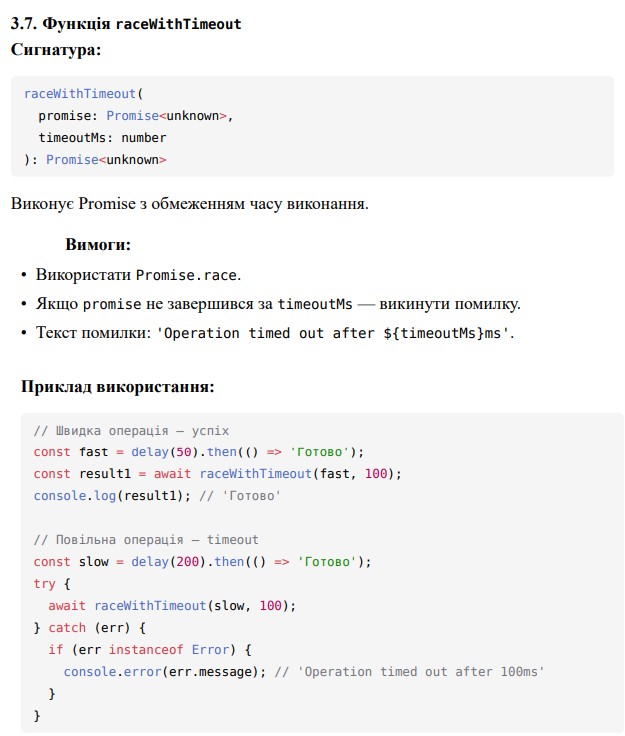 3.7. Функція raceWithTimeout
Сигнатура:
raceWithTimeout(
  promise: Promise<unknown>,
  timeoutMs: number
): Promise<unknown>
Виконує Promise з обмеженням часу виконання.
Вимоги:
• Використати Promise.race.
• Якщо promise не завершився за timeoutMs — викинути помилку.
• Текст помилки: 'Operation timed out after ${timeoutMs}ms'.
Приклад використання:
// Швидка операція — успіх
const fast = delay(50).then(() => 'Готово');
const result1 = await raceWithTimeout(fast, 100);
console.log(result1); // 'Готово'
// Повільна операція — timeout
const slow = delay(200).then(() => 'Готово');
try {
  await raceWithTimeout(slow, 100);
} catch (err) {
  if (err instanceof Error) {
    console.error(err.message); // 'Operation timed out after 100ms'
  }
}